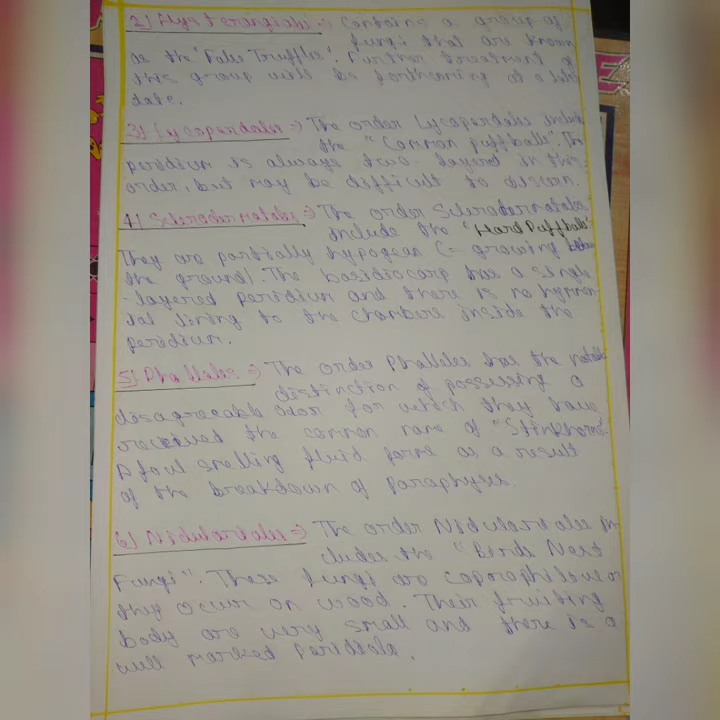 2) Hysterangiales => Contains a group of
fungi that are known
as the "False Truffles". Further treatment of
this group will be forthcoming at a later
date.
3) Lycoperdales => The order Lycoperdales include
the "Common puffballs". The
peridium is always two-layered in this
order, but may be difficult to discern.
4) Sclerodermatales => The order Sclerodermatales
include the "Hard Puffballs".
They are partially hypogean (= growing below
the ground). The basidiocarp has a single
-layered peridium and there is no hymen-
ial lining to the chambers inside the
peridium.
5) Phallales => The order Phallales has the notable
distinction of possessing a
disagreeable odor for which they have
received the common name of "Stinkhorns"
A foul smelling fluid forms as a result
of the breakdown of paraphyses.
6) Nidulariales => The order Nidulariales in-
cludes the "Birds Nest
Fungi". These fungi are or
they occur on wood. Their fruiting
body are very small and there is a
well marked